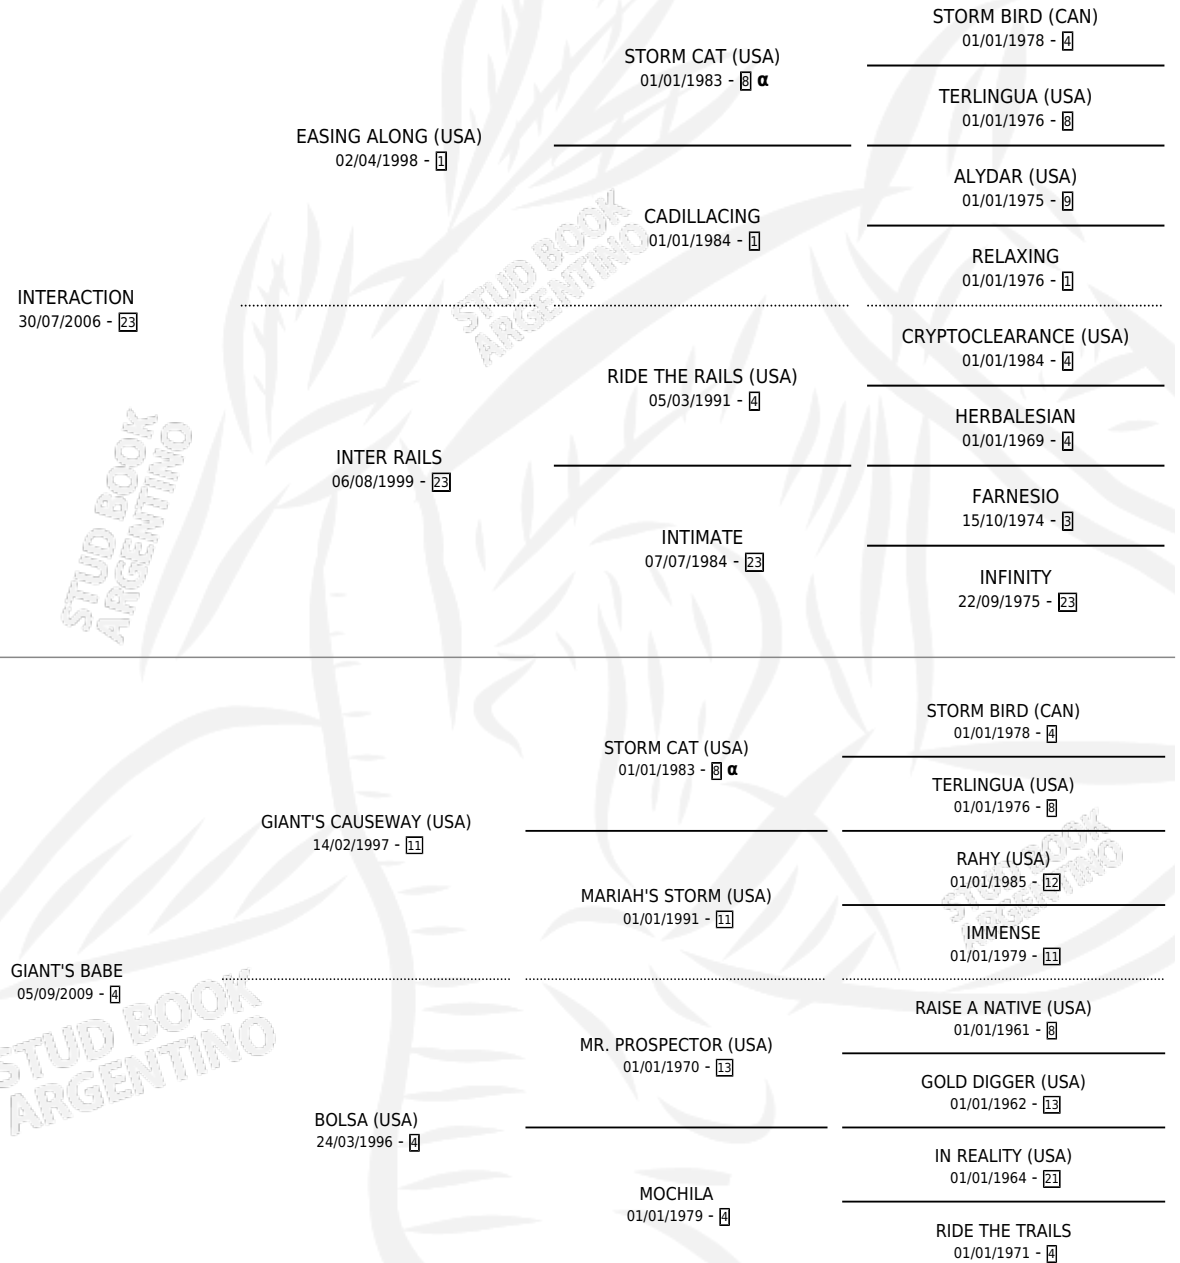 STORM BIRD (CAN)
01/01/1978 - 4
STORM CAT (USA)
01/01/1983 - 8 α
TERLINGUA (USA)
01/01/1976 - 8
EASING ALONG (USA)
02/04/1998 - 1
ALYDAR (USA)
01/01/1975 - 9
CADILLACING
01/01/1984 - 1
RELAXING
01/01/1976 - 1
INTERACTION
30/07/2006 - 23
CRYPTOCLEARANCE (USA)
01/01/1984 - 4
RIDE THE RAILS (USA)
05/03/1991 - 4
HERBALESIAN
01/01/1969 - 4
INTER RAILS
06/08/1999 - 23
FARNESIO
15/10/1974 - 3
INTIMATE
07/07/1984 - 23
INFINITY
22/09/1975 - 23
STUD BOOK
ARGENTINO
STUD BOOK
ARGENTINO
STORM BIRD (CAN)
01/01/1978 - 4
STORM CAT (USA)
01/01/1983 - 8 α
TERLINGUA (USA)
01/01/1976 - 8
GIANT'S CAUSEWAY (USA)
14/02/1997 - 11
RAHY (USA)
01/01/1985 - 12
MARIAH'S STORM (USA)
01/01/1991 - 11
IMMENSE
01/01/1979 - 11
GIANT'S BABE
05/09/2009 - 4
RAISE A NATIVE (USA)
01/01/1961 - 8
MR. PROSPECTOR (USA)
01/01/1970 - 13
GOLD DIGGER (USA)
01/01/1962 - 13
BOLSA (USA)
24/03/1996 - 4
IN REALITY (USA)
01/01/1964 - 21
MOCHILA
01/01/1979 - 4
RIDE THE TRAILS
01/01/1971 - 4
STUD BOOK
ARGENTINO
STUD BOOK
ARGENTINO